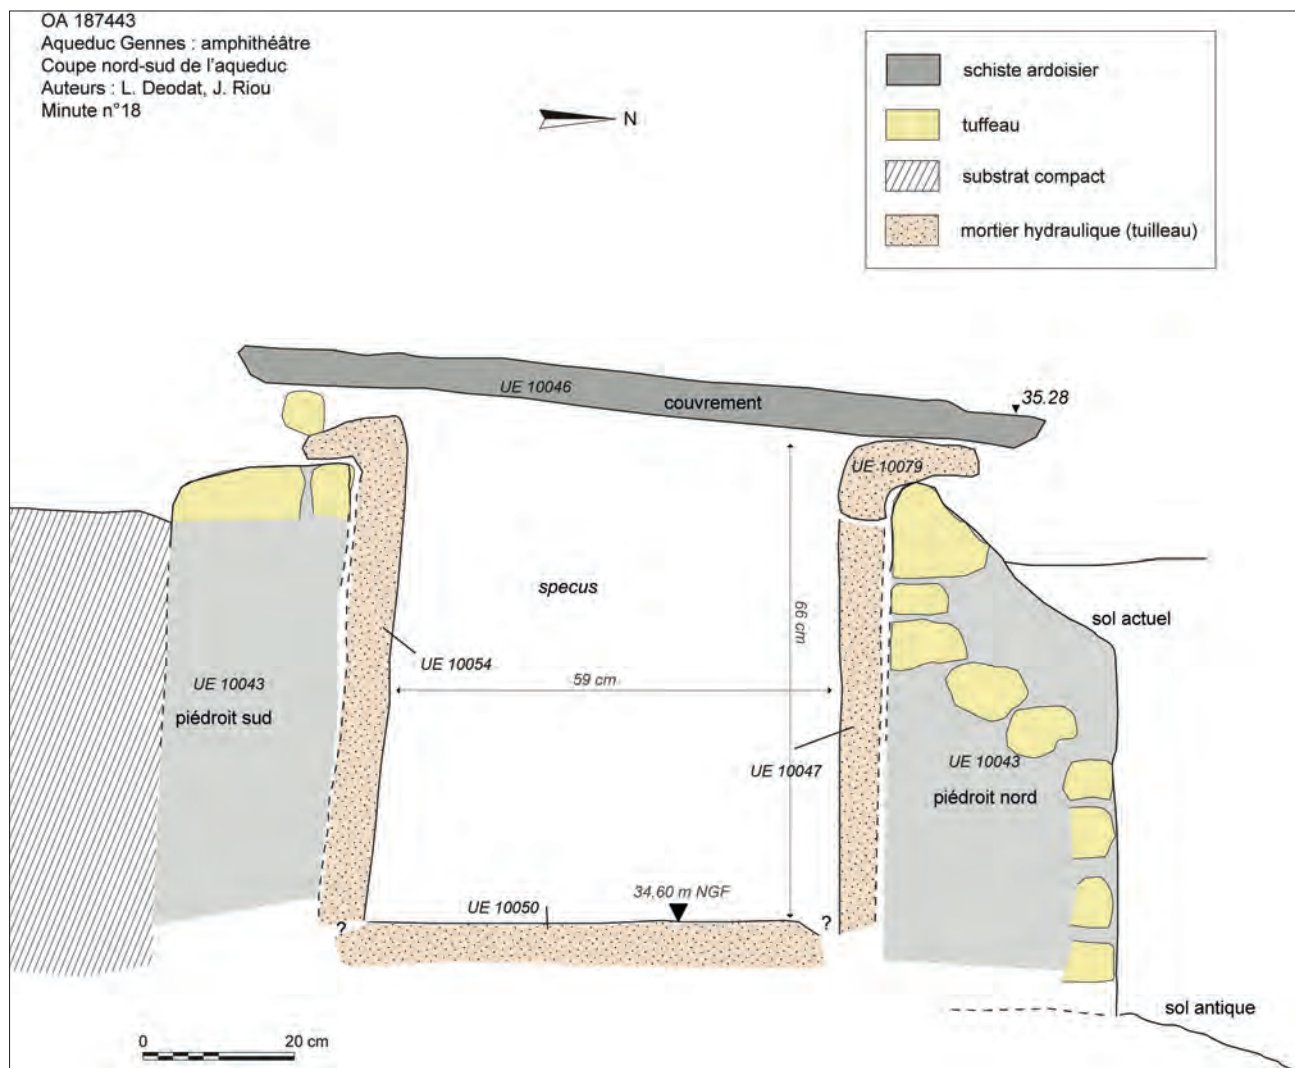 OA 187443
Aqueduc Gennes : amphithéâtre
Coupe nord-sud de l'aqueduc
Auteurs : L. Deodat, J. Riou
Minute n°18
N
schiste ardoisier
tuffeau
substrat compact
mortier hydraulique (tuilleau)
UE 10046
couvrement
35.28
UE 10079
specus
66 cm
sol actuel
UE 10054
59 cm
UE 10043
piédroit sud
UE 10047
UE 10043
piédroit nord
34,60 m NGF
UE 10050
?
?
sol antique
0
20 cm